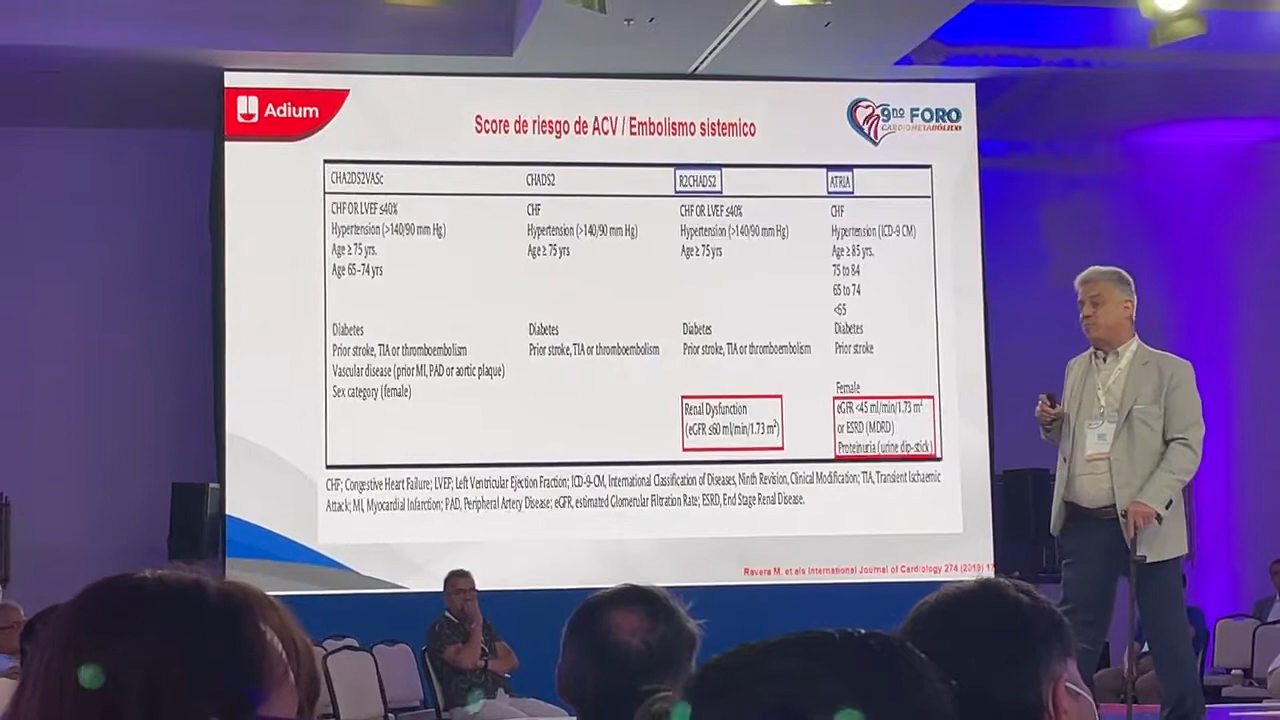 Adium
Score de riesgo de ACV / Embolismo sistemico
9no FORO
CARDIOMETABÓLICO
CHA2DS2VASc CHADS2 R2CHADS2 ATRIA
CHF OR LVEF ≤40% CHF CHF OR LVEF ≤40% CHF
Hypertension (>140/90 mm Hg) Hypertension (>140/90 mm Hg) Hypertension (>140/90 mm Hg) Hypertension (ICD-9 CM)
Age ≥ 75 yrs. Age ≥ 75 yrs Age ≥ 75 yrs Age ≥ 85 yrs.
Age 65–74 yrs 75 to 84
65 to 74
<65
Diabetes Diabetes Diabetes Diabetes
Prior stroke, TIA or thromboembolism Prior stroke, TIA or thromboembolism Prior stroke, TIA or thromboembolism Prior stroke
Vascular disease (prior MI, PAD or aortic plaque)
Sex category (female) Female
Renal Dysfunction eGFR <45 ml/min/1.73 m²
(eGFR ≤60 ml/min/1.73 m²) or ESRD (MDRD)
Proteinuria (urine dip-stick)
CHF; Congestive Heart Failure; LVEF; Left Ventricular Ejection Fraction; ICD-9-CM, International Classification of Diseases, Ninth Revision, Clinical Modification; TIA, Transient Ischaemic
Attack; MI, Myocardial Infarction; PAD, Peripheral Artery Disease; eGFR, estimated Glomerular Filtration Rate; ESRD, End Stage Renal Disease.
Ravera M. et als International Journal of Cardiology 274 (2019)